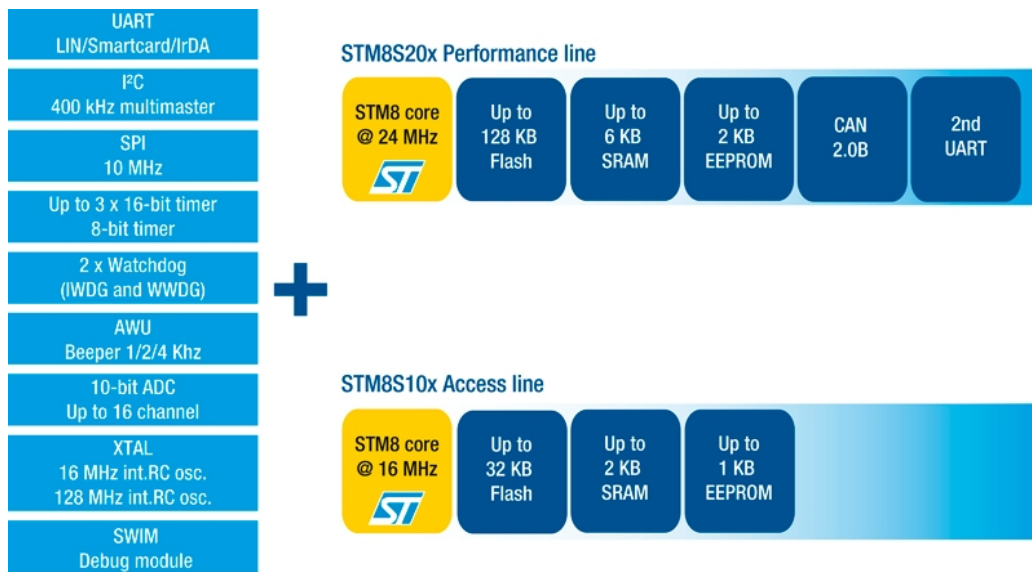 UART
LIN/Smartcard/IrDA
I²C
400 kHz multimaster
SPI
10 MHz
Up to 3 x 16-bit timer
8-bit timer
2 x Watchdog
(IWDG and WWDG)
AWU
Beeper 1/2/4 Khz
10-bit ADC
Up to 16 channel
XTAL
16 MHz int.RC osc.
128 MHz int.RC osc.
SWIM
Debug module
+
STM8S20x Performance line
STM8 core
@ 24 MHz
ST
Up to
128 KB
Flash
Up to
6 KB
SRAM
Up to
2 KB
EEPROM
CAN
2.0B
2nd
UART
STM8S10x Access line
STM8 core
@ 16 MHz
ST
Up to
32 KB
Flash
Up to
2 KB
SRAM
Up to
1 KB
EEPROM